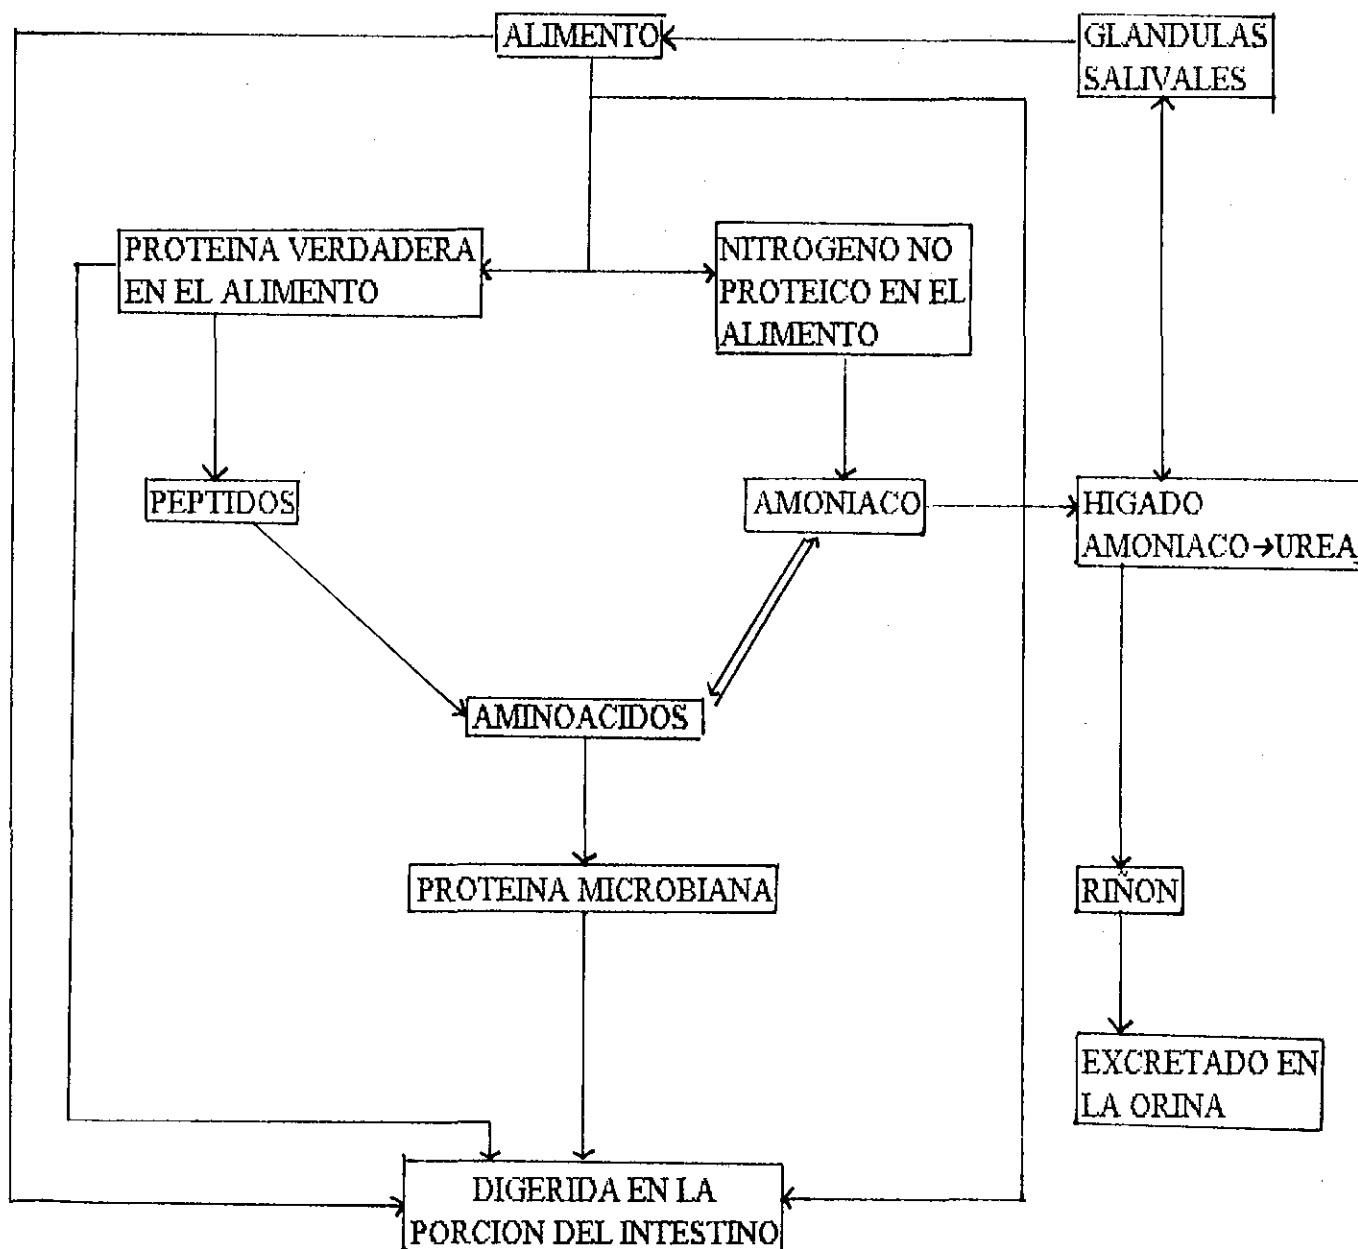 ALIMENTO
GLANDULAS
SALIVALES
PROTEINA VERDADERA
EN EL ALIMENTO
NITROGENO NO
PROTEICO EN EL
ALIMENTO
PEPTIDOS
AMONIACO
HIGADO
AMONIACO→UREA
AMINOACIDOS
PROTEINA MICROBIANA
RIÑON
EXCRETADO EN
LA ORINA
DIGERIDA EN LA
PORCION DEL INTESTINO